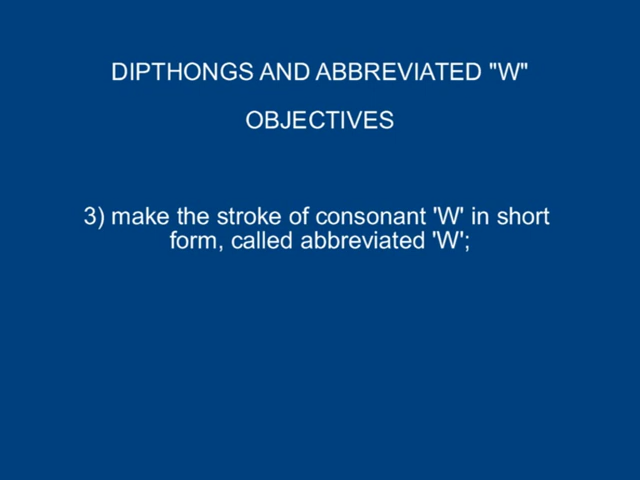 DIPTHONGS AND ABBREVIATED "W"
OBJECTIVES
3) make the stroke of consonant 'W' in short
form, called abbreviated 'W';